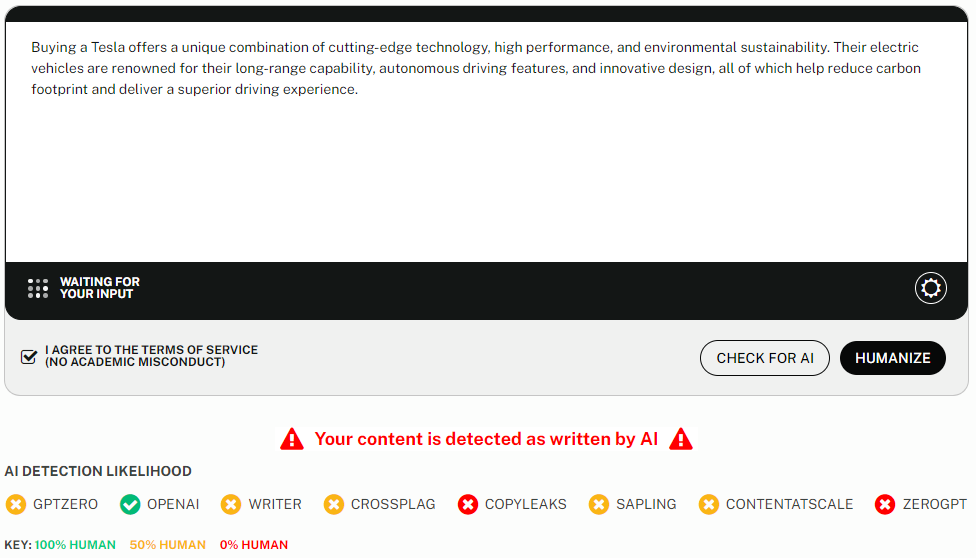 Buying a Tesla offers a unique combination of cutting-edge technology, high performance, and environmental sustainability. Their electric
vehicles are renowned for their long-range capability, autonomous driving features, and innovative design, all of which help reduce carbon
footprint and deliver a superior driving experience.
WAITING FOR
YOUR INPUT
I AGREE TO THE TERMS OF SERVICE
(NO ACADEMIC MISCONDUCT)
CHECK FOR AI HUMANIZE
Your content is detected as written by AI
AI DETECTION LIKELIHOOD
GPTZERO OPENAI WRITER CROSSPLAG COPYLEAKS SAPLING CONTENTATSCALE ZEROGPT
KEY: 100% HUMAN 50% HUMAN 0% HUMAN